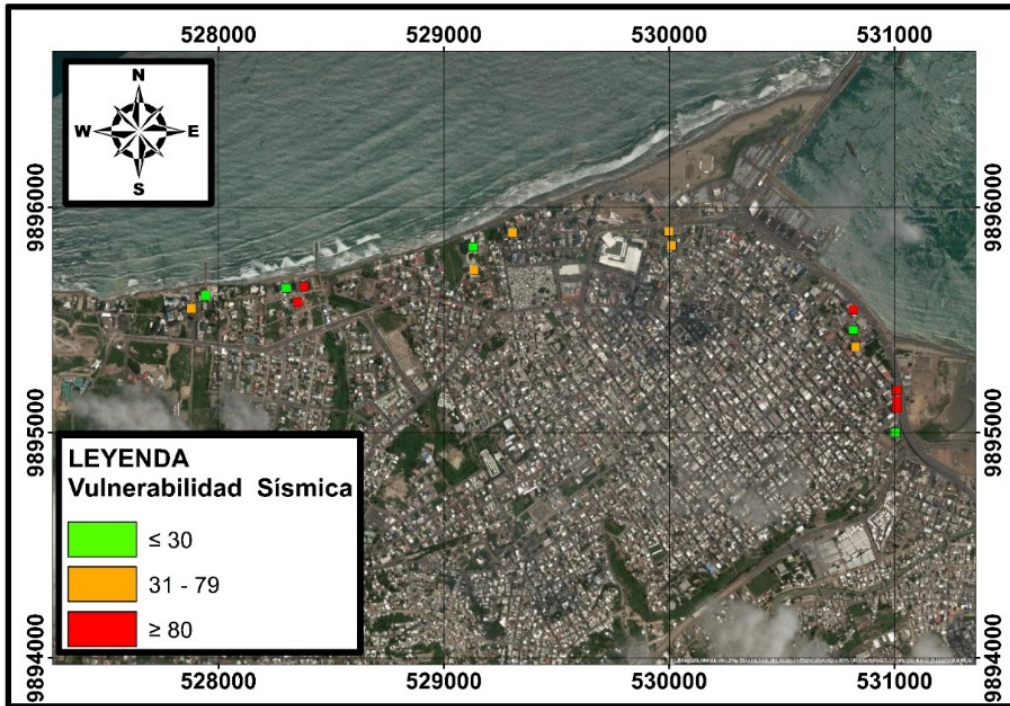 528000 529000 530000 531000
N
W E
S
9896000 9896000
9895000 9895000
LEYENDA
Vulnerabilidad Sísmica
≤ 30
31 - 79
≥ 80
9894000 9894000
528000 529000 530000 531000